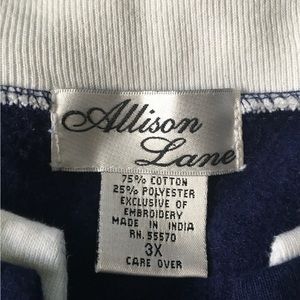 Allison
Lane
75% COTTON
25% POLYESTER
EXCLUSIVE OF
EMBROIDERY
MADE IN INDIA
RN. 55570
3X
CARE OVER